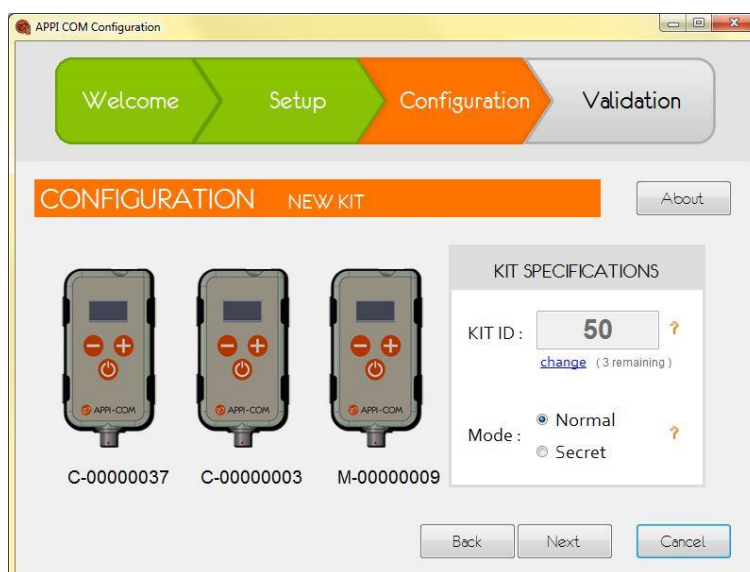 APPI COM Configuration
Welcome
Setup
Configuration
Validation
CONFIGURATION NEW KIT
About
KIT SPECIFICATIONS
KIT ID : 50 ?
change ( 3 remaining )
Mode :
Normal
Secret
?
APPI-COM
APPI-COM
APPI-COM
C-00000037
C-00000003
M-00000009
Back
Next
Cancel